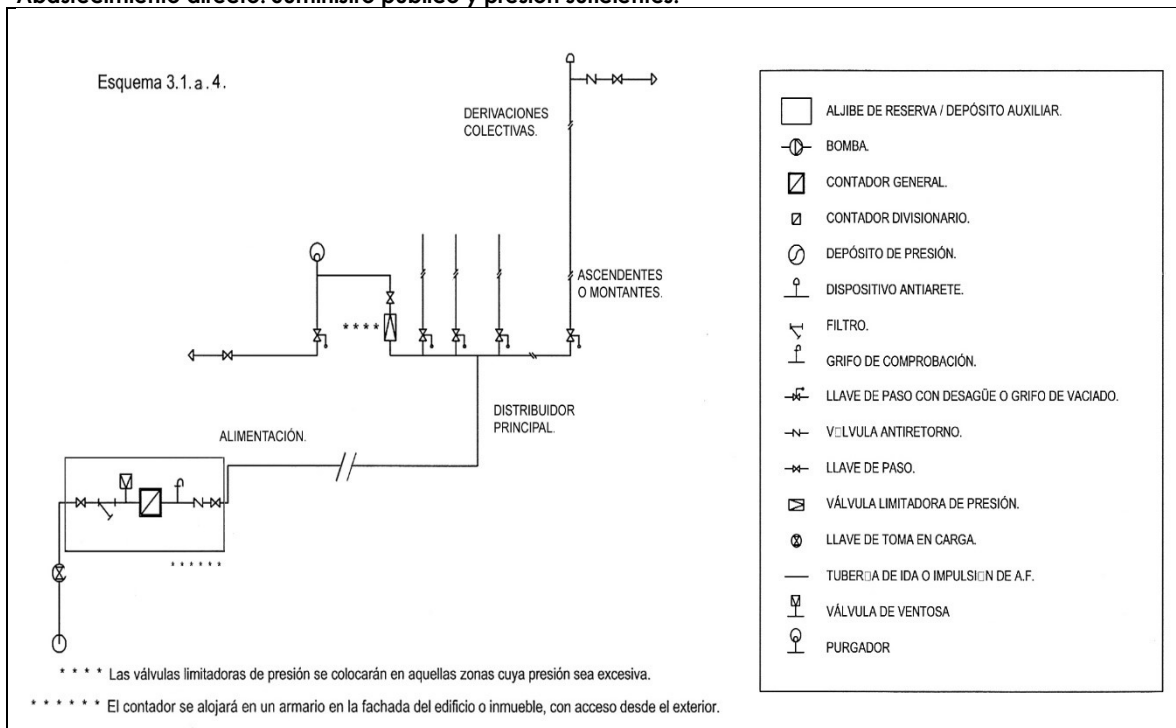 Abastecimiento directo. Suministro público y presión suficientes.
Esquema 3.1.a.4.
DERIVACIONES
COLECTIVAS.
ASCENDENTES
O MONTANTES.
* * * *
DISTRIBUIDOR
PRINCIPAL.
ALIMENTACIÓN.
* * * * * *
* * * * Las válvulas limitadoras de presión se colocarán en aquellas zonas cuya presión sea excesiva.
* * * * * * El contador se alojará en un armario en la fachada del edificio o inmueble, con acceso desde el exterior.
ALJIBE DE RESERVA / DEPÓSITO AUXILIAR.
BOMBA.
CONTADOR GENERAL.
CONTADOR DIVISIONARIO.
DEPÓSITO DE PRESIÓN.
DISPOSITIVO ANTIARETE.
FILTRO.
GRIFO DE COMPROBACIÓN.
LLAVE DE PASO CON DESAGÜE O GRIFO DE VACIADO.
V□LVULA ANTIRETORNO.
LLAVE DE PASO.
VÁLVULA LIMITADORA DE PRESIÓN.
LLAVE DE TOMA EN CARGA.
TUBER□A DE IDA O IMPULSI□N DE A.F.
VÁLVULA DE VENTOSA
PURGADOR